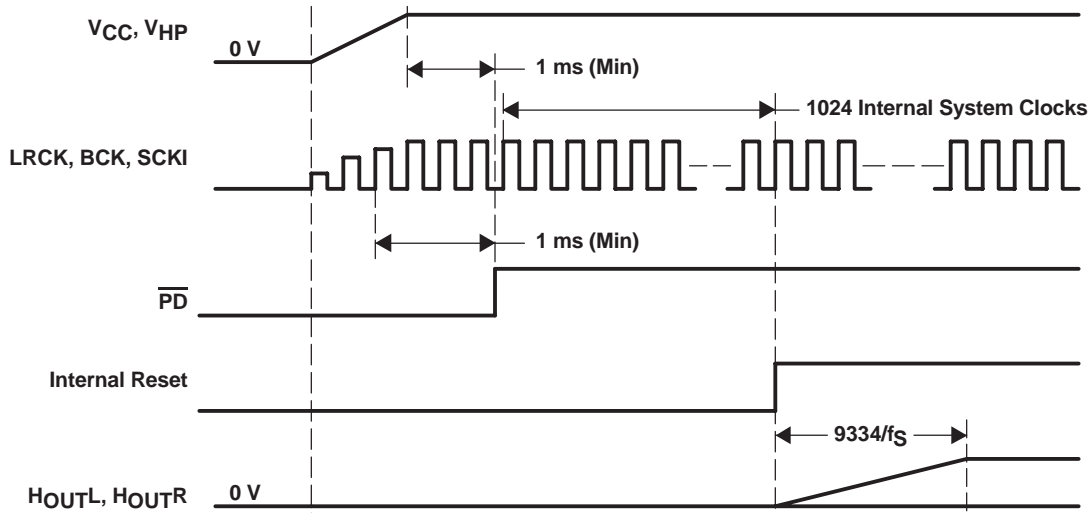 VCC, VHP
0 V
1 ms (Min)
1024 Internal System Clocks
LRCK, BCK, SCKI
1 ms (Min)
PD
Internal Reset
9334/fS
HOUTL, HOUTR
0 V